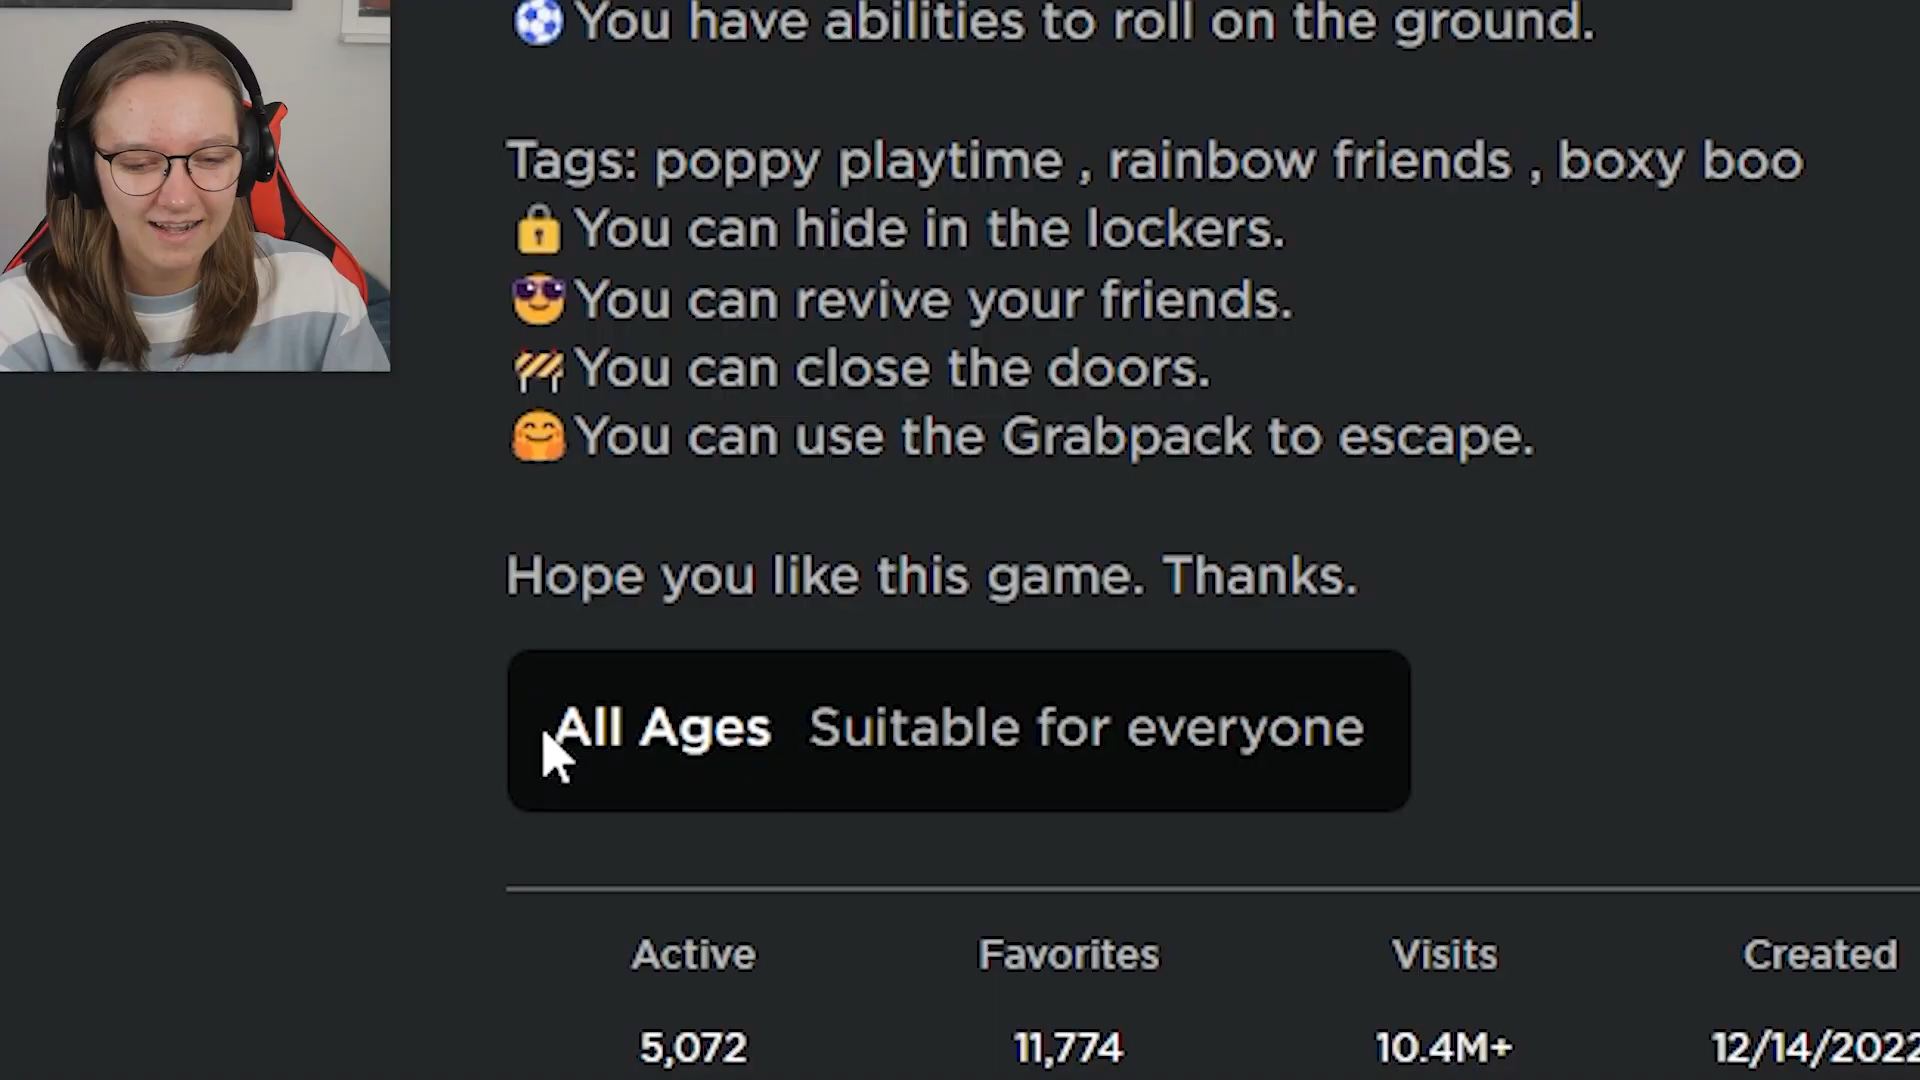 ⚽ You have abilities to roll on the ground.
Tags: poppy playtime , rainbow friends , boxy boo
🔒 You can hide in the lockers.
😎 You can revive your friends.
🚧 You can close the doors.
🤗 You can use the Grabpack to escape.
Hope you like this game. Thanks.
All Ages Suitable for everyone
Active Favorites Visits Created
5,072 11,774 10.4M+ 12/14/2022